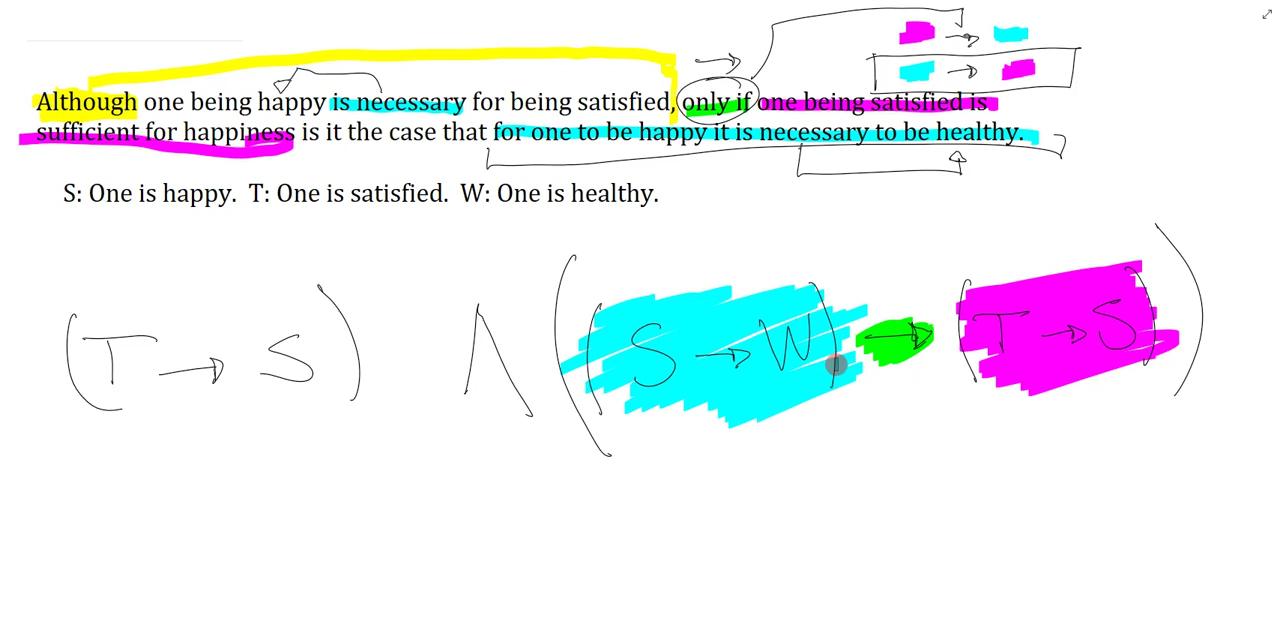 Although one being happy is necessary for being satisfied, only if one being satisfied is
sufficient for happiness is it the case that for one to be happy it is necessary to be healthy.
S: One is happy. T: One is satisfied. W: One is healthy.
(T → S) ∧ ((S → W) → (T → S))